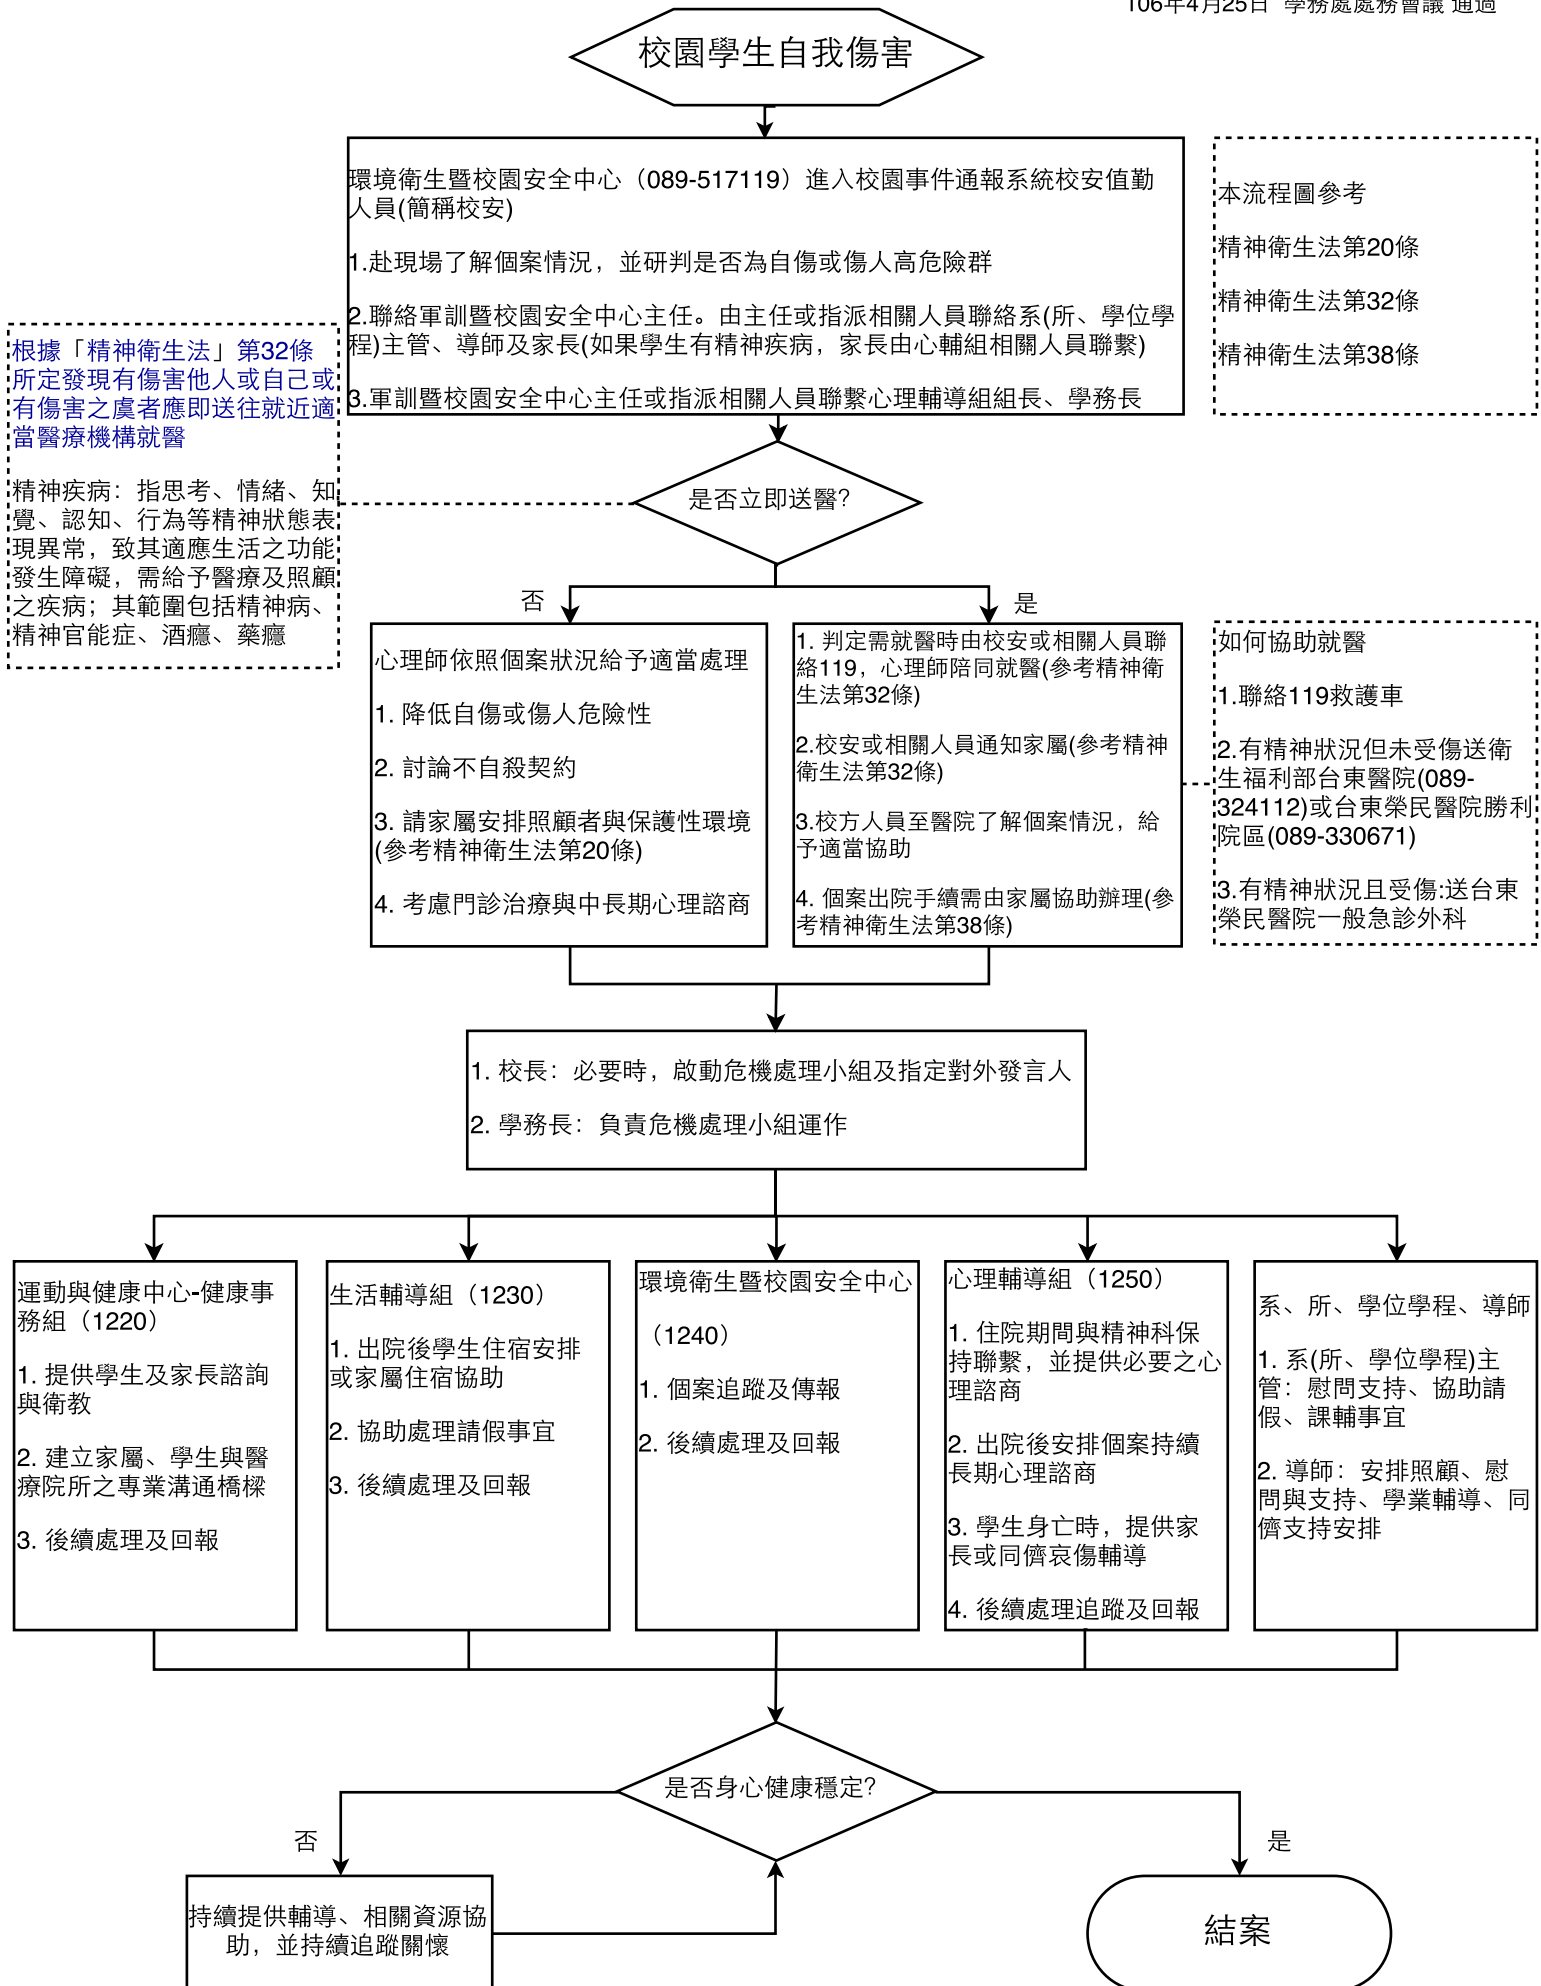 106年4月25日 學務處處務會議 通過
校園學生自我傷害
環境衛生暨校園安全中心（089-517119）進入校園事件通報系統校安值勤
人員(簡稱校安)
1.赴現場了解個案情況，並研判是否為自傷或傷人高危險群
2.聯絡軍訓暨校園安全中心主任。由主任或指派相關人員聯絡系(所、學位學
程)主管、導師及家長(如果學生有精神疾病，家長由心輔組相關人員聯繫)
3.軍訓暨校園安全中心主任或指派相關人員聯繫心理輔導組組長、學務長
本流程圖參考
精神衛生法第20條
精神衛生法第32條
精神衛生法第38條
根據「精神衛生法」第32條
所定發現有傷害他人或自己或
有傷害之虞者應即送往就近適
當醫療機構就醫
精神疾病：指思考、情緒、知
覺、認知、行為等精神狀態表
現異常，致其適應生活之功能
發生障礙，需給予醫療及照顧
之疾病；其範圍包括精神病、
精神官能症、酒癮、藥癮
是否立即送醫?
否
是
心理師依照個案狀況給予適當處理
1. 降低自傷或傷人危險性
2. 討論不自殺契約
3. 請家屬安排照顧者與保護性環境
(參考精神衛生法第20條)
4. 考慮門診治療與中長期心理諮商
1. 判定需就醫時由校安或相關人員聯
絡119，心理師陪同就醫(參考精神衛
生法第32條)
2.校安或相關人員通知家屬(參考精神
衛生法第32條)
3.校方人員至醫院了解個案情況，給
予適當協助
4. 個案出院手續需由家屬協助辦理(參
考精神衛生法第38條)
如何協助就醫
1.聯絡119救護車
2.有精神狀況但未受傷送衛
生福利部台東醫院(089-
324112)或台東榮民醫院勝利
院區(089-330671)
3.有精神狀況且受傷:送台東
榮民醫院一般急診外科
1. 校長：必要時，啟動危機處理小組及指定對外發言人
2. 學務長：負責危機處理小組運作
運動與健康中心-健康事
務組（1220）
1. 提供學生及家長諮詢
與衛教
2. 建立家屬、學生與醫
療院所之專業溝通橋樑
3. 後續處理及回報
生活輔導組（1230）
1. 出院後學生住宿安排
或家屬住宿協助
2. 協助處理請假事宜
3. 後續處理及回報
環境衛生暨校園安全中心
（1240）
1. 個案追蹤及傳報
2. 後續處理及回報
心理輔導組（1250）
1. 住院期間與精神科保
持聯繫，並提供必要之心
理諮商
2. 出院後安排個案持續
長期心理諮商
3. 學生身亡時，提供家
長或同儕哀傷輔導
4. 後續處理追蹤及回報
系、所、學位學程、導師
1. 系(所、學位學程)主
管：慰問支持、協助請
假、課輔事宜
2. 導師：安排照顧、慰
問與支持、學業輔導、同
儕支持安排
是否身心健康穩定?
否
是
持續提供輔導、相關資源協
助，並持續追蹤關懷
結案